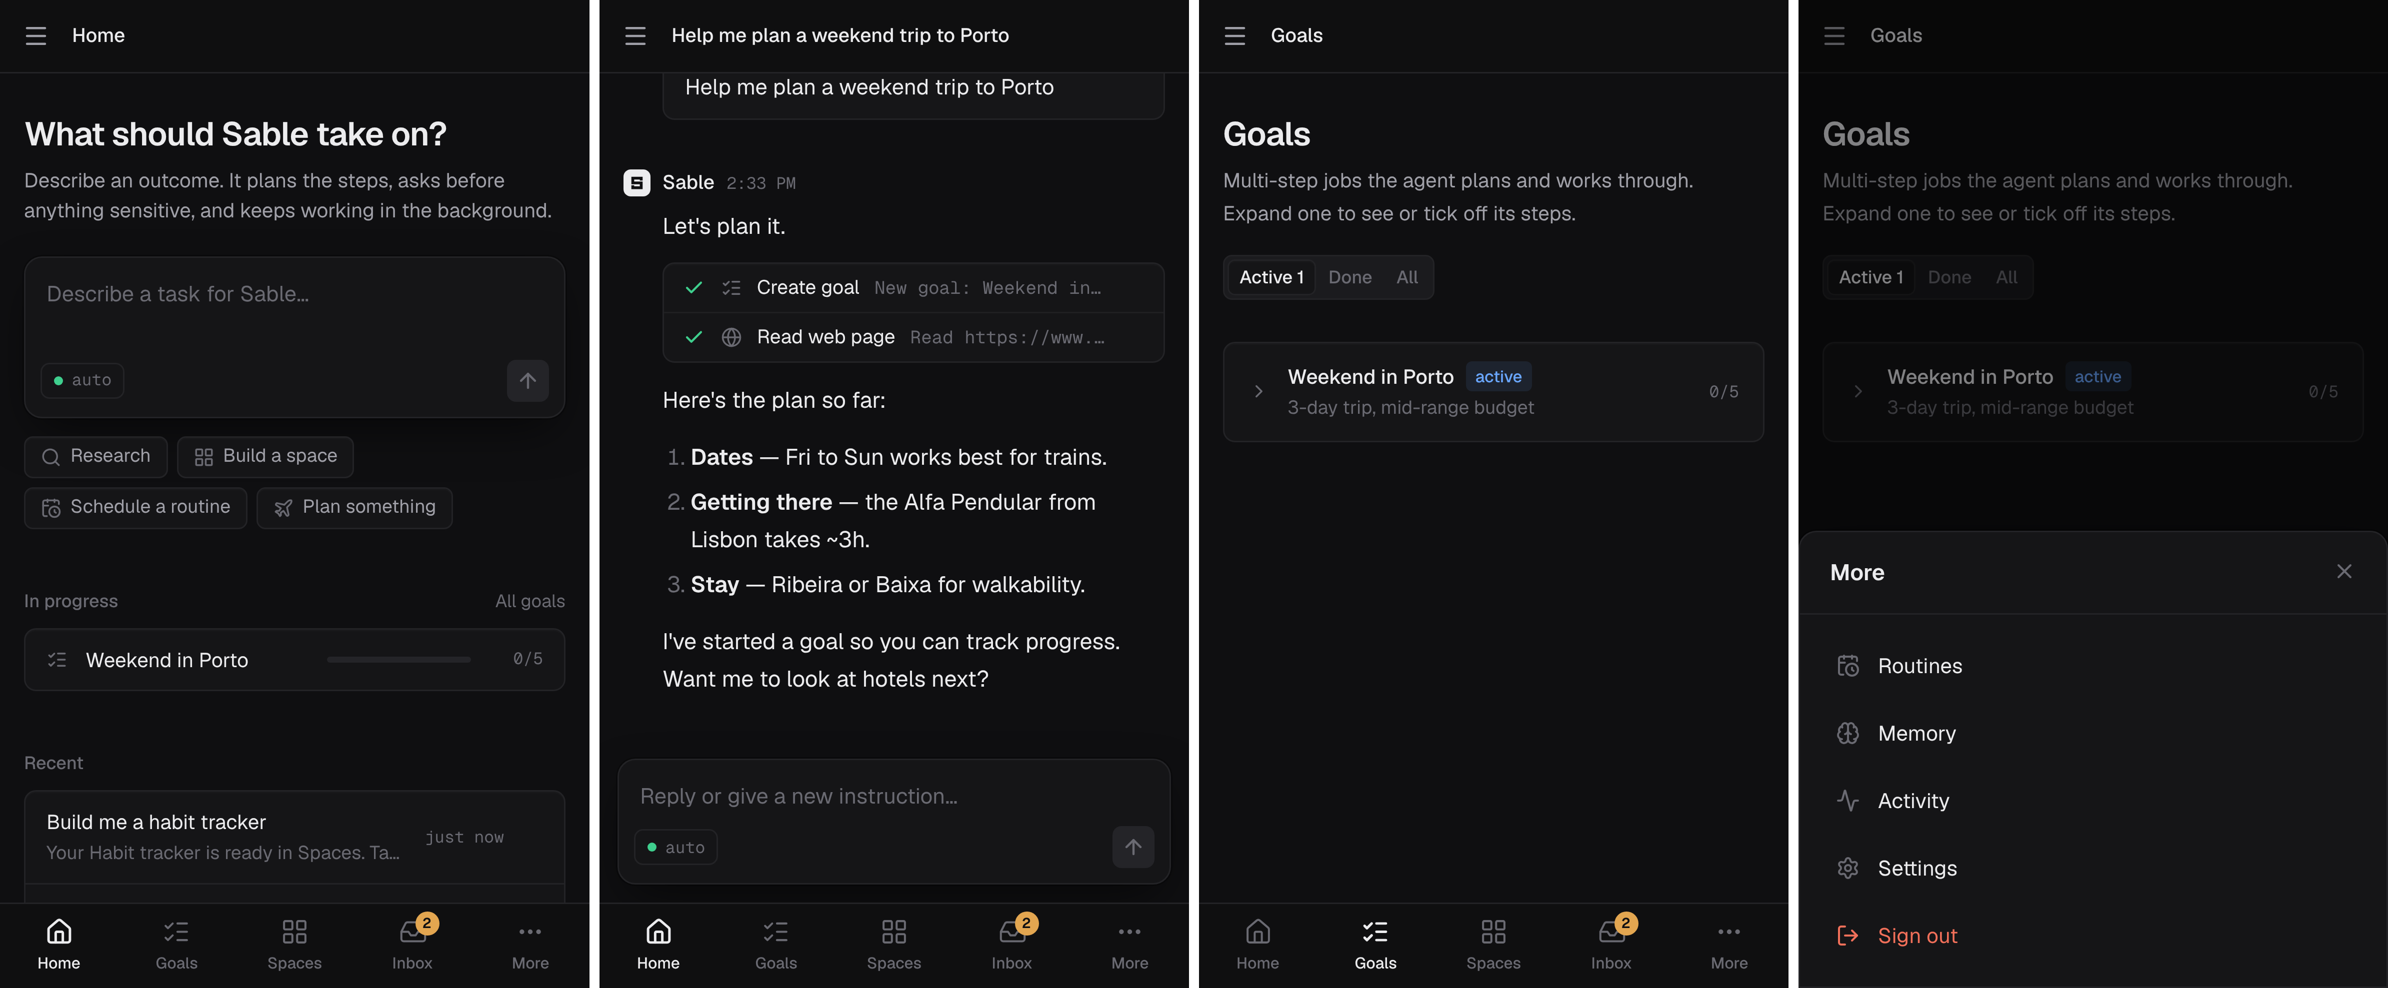 Home
What should Sable take on?
Describe an outcome. It plans the steps, asks before
anything sensitive, and keeps working in the background.
Describe a task for Sable...
auto
Research
Build a space
Schedule a routine
Plan something
In progress
All goals
Weekend in Porto
0/5
Recent
Build me a habit tracker
Your Habit tracker is ready in Spaces. Ta...
just now
Home
Goals
Spaces
2
Inbox
More
Help me plan a weekend trip to Porto
Help me plan a weekend trip to Porto
S
Sable 2:33 PM
Let's plan it.
Create goal New goal: Weekend in...
Read web page Read https://www....
Here's the plan so far:
1. Dates — Fri to Sun works best for trains.
2. Getting there — the Alfa Pendular from
Lisbon takes ~3h.
3. Stay — Ribeira or Baixa for walkability.
I've started a goal so you can track progress.
Want me to look at hotels next?
Reply or give a new instruction...
auto
Home
Goals
Spaces
2
Inbox
More
Goals
Goals
Multi-step jobs the agent plans and works through.
Expand one to see or tick off its steps.
Active 1
Done
All
Weekend in Porto active
3-day trip, mid-range budget
0/5
Home
Goals
Spaces
2
Inbox
More
Goals
Goals
Multi-step jobs the agent plans and works through.
Expand one to see or tick off its steps.
Active 1
Done
All
Weekend in Porto active
3-day trip, mid-range budget
0/5
More
Routines
Memory
Activity
Settings
Sign out